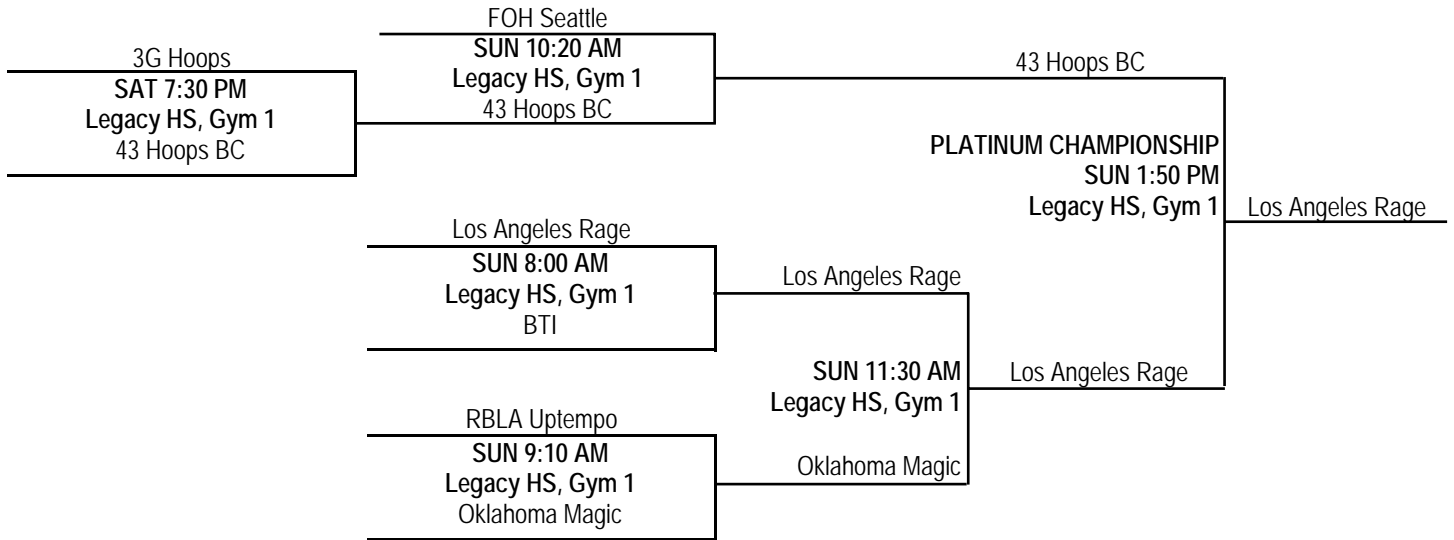 3G Hoops
SAT 7:30 PM
Legacy HS, Gym 1
43 Hoops BC
FOH Seattle
SUN 10:20 AM
Legacy HS, Gym 1
43 Hoops BC
43 Hoops BC
PLATINUM CHAMPIONSHIP
SUN 1:50 PM
Legacy HS, Gym 1
Los Angeles Rage
Los Angeles Rage
SUN 8:00 AM
Legacy HS, Gym 1
BTI
Los Angeles Rage
SUN 11:30 AM
Legacy HS, Gym 1
Los Angeles Rage
RBLA Uptempo
SUN 9:10 AM
Legacy HS, Gym 1
Oklahoma Magic
Oklahoma Magic